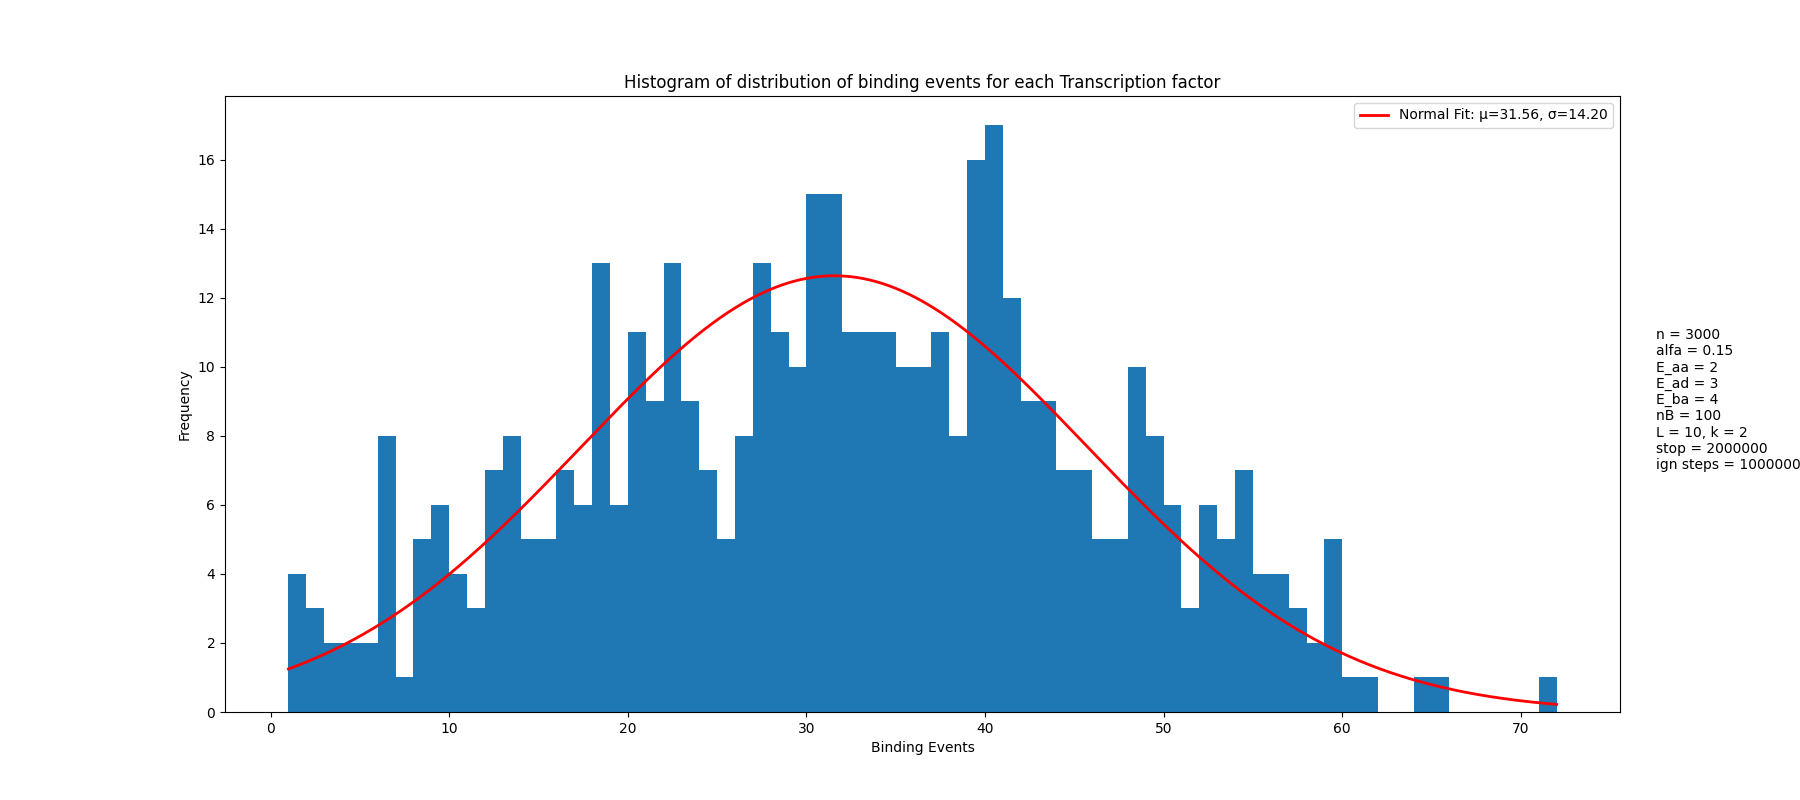 Histogram of distribution of binding events for each Transcription factor
Normal Fit: μ=31.56, σ=14.20
16
14
12
10
8
6
4
2
0
Frequency
0 10 20 30 40 50 60 70
Binding Events
n = 3000
alfa = 0.15
E_aa = 2
E_ad = 3
E_ba = 4
nB = 100
L = 10, k = 2
stop = 2000000
ign steps = 1000000